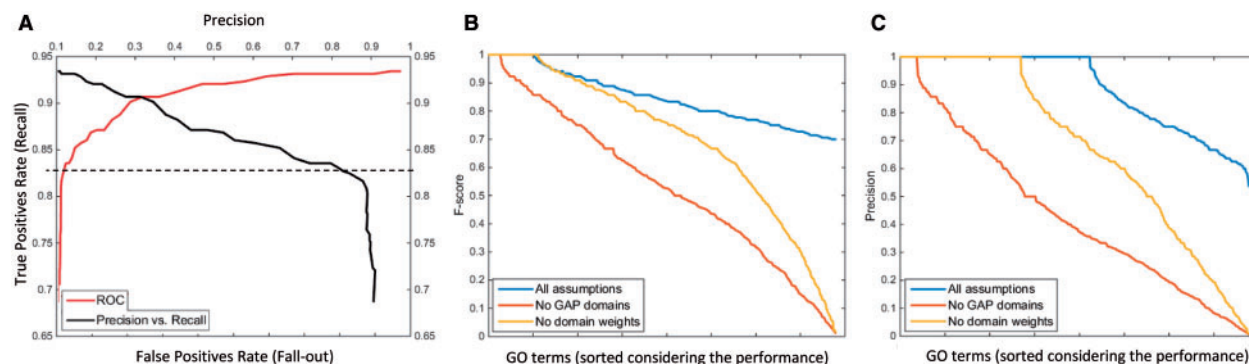 A
Precision
0.1 0.2 0.3 0.4 0.5 0.6 0.7 0.8 0.9 1
0.95 0.95
0.9 0.9
0.85 0.85
0.8 0.8
0.75 0.75
0.7 0.7
0.65 0.65
True Positives Rate (Recall)
ROC
Precision vs. Recall
False Positives Rate (Fall-out)
B
1
0.9
0.8
0.7
0.6
0.5
0.4
0.3
0.2
0.1
0
F-score
All assumptions
No GAP domains
No domain weights
GO terms (sorted considering the performance)
C
1
0.9
0.8
0.7
0.6
0.5
0.4
0.3
0.2
0.1
0
Precision
All assumptions
No GAP domains
No domain weights
GO terms (sorted considering the performance)